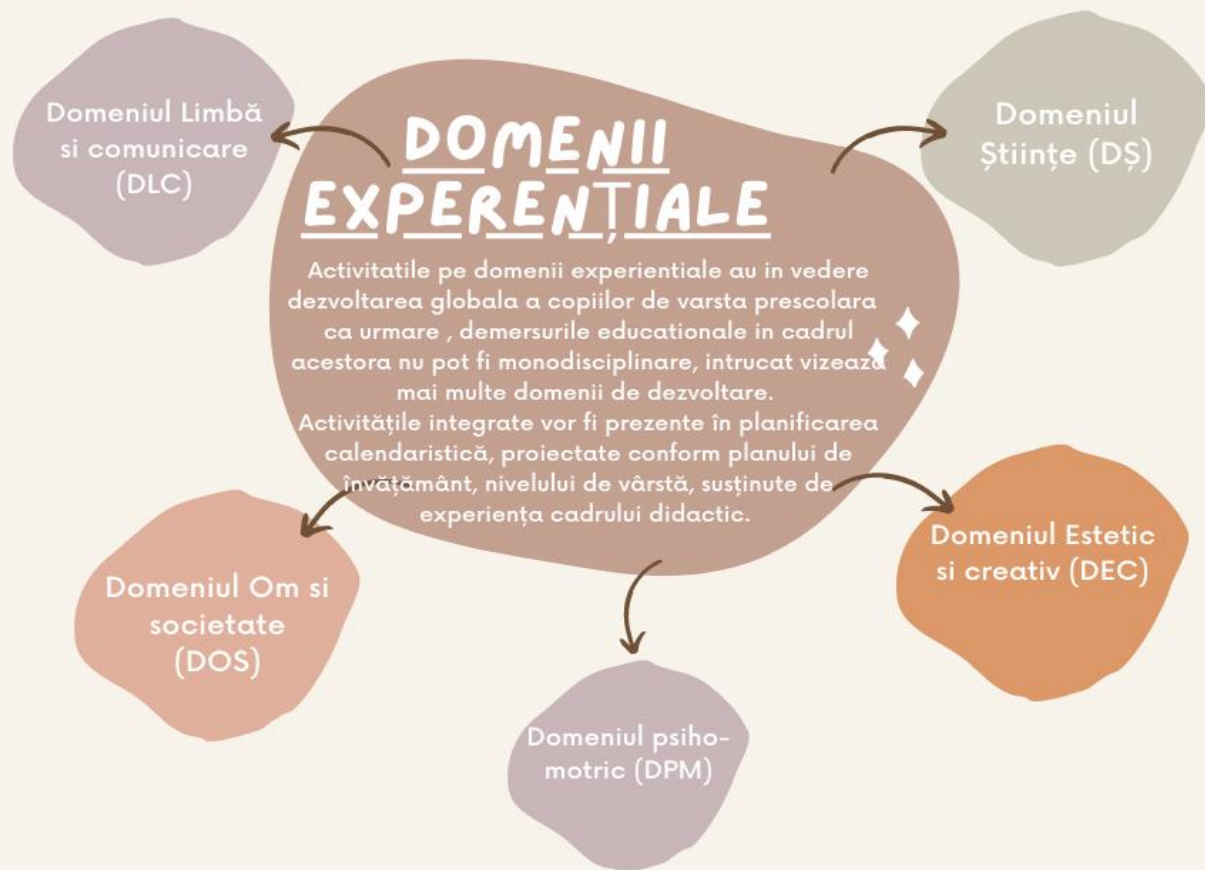 Domeniul Limbă
si comunicare
(DLC)
DOMENII
EXPERENȚIALE
Activitatile pe domenii experientiale au in vedere
dezvoltarea globala a copiilor de varsta prescolara
ca urmare , demersurile educationale in cadrul
acestora nu pot fi monodisciplinare, intrucat vizează
mai multe domenii de dezvoltare.
Activitățile integrate vor fi prezente în planificarea
calendaristică, proiectate conform planului de
învățământ, nivelului de vârstă, susținute de
experiența cadrului didactic.
Domeniul
Științe (DȘ)
Domeniul Om si
societate
(DOS)
Domeniul psiho-
motric (DPM)
Domeniul Estetic
si creativ (DEC)